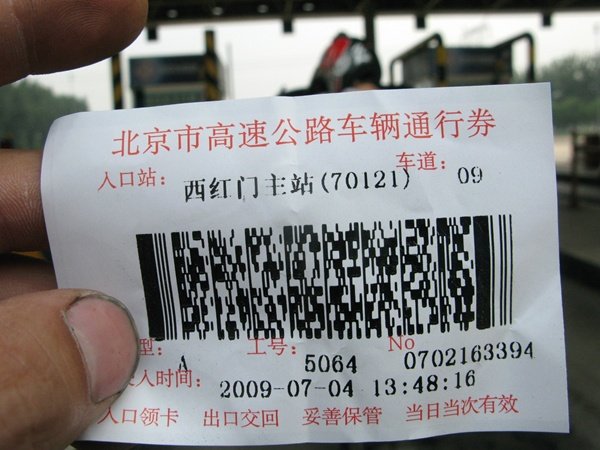 北京市高速公路车辆通行券
入口站: 西红门主站(70121) 车道: 09
型: A 工号: 5064 No 0702163394
入时间: 2009-07-04 13:48:16
入口领卡 出口交回 妥善保管 当日当次有效